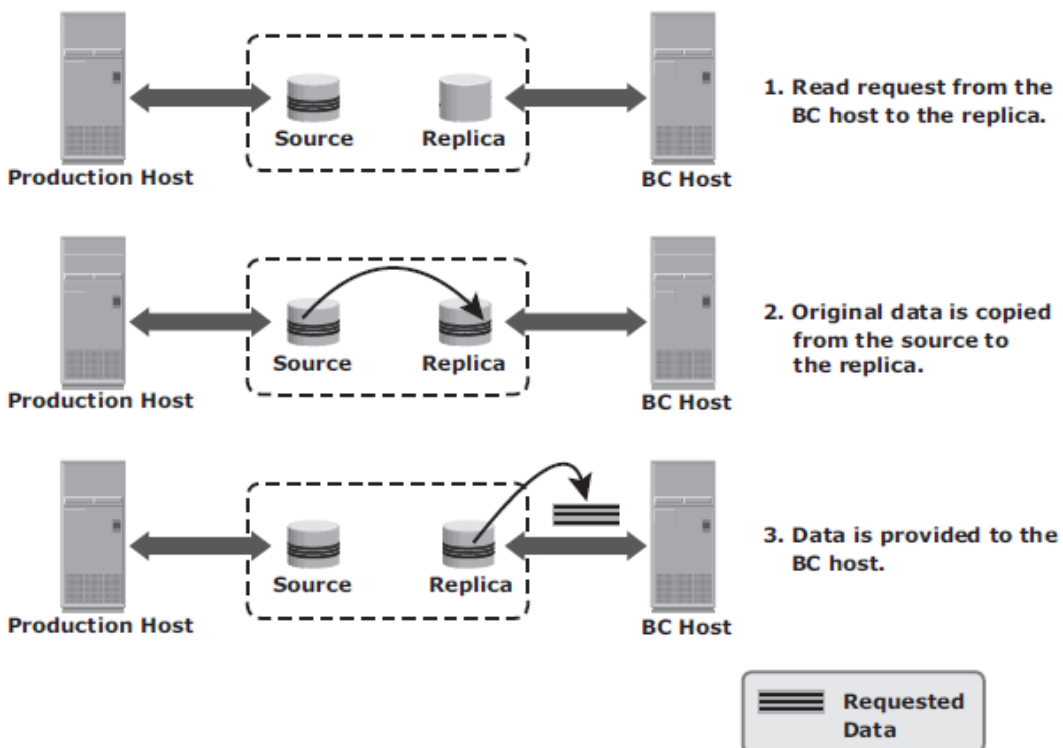 Source
Replica
Production Host
BC Host
1. Read request from the
BC host to the replica.
Source
Replica
Production Host
BC Host
2. Original data is copied
from the source to
the replica.
Source
Replica
Production Host
BC Host
3. Data is provided to the
BC host.
Requested
Data